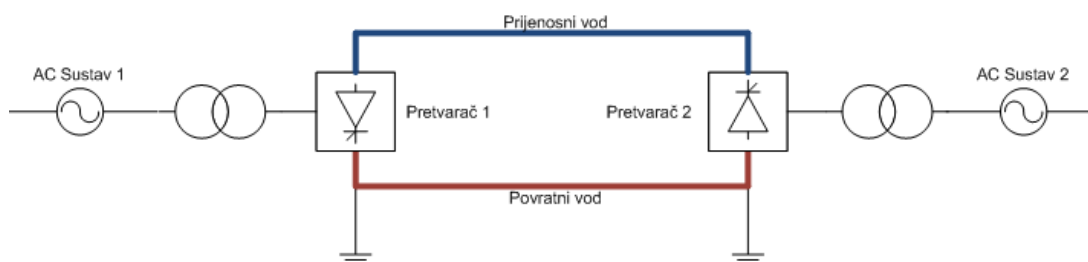 Prijenosni vod
AC Sustav 1
AC Sustav 2
Pretvarač 1
Pretvarač 2
Povratni vod